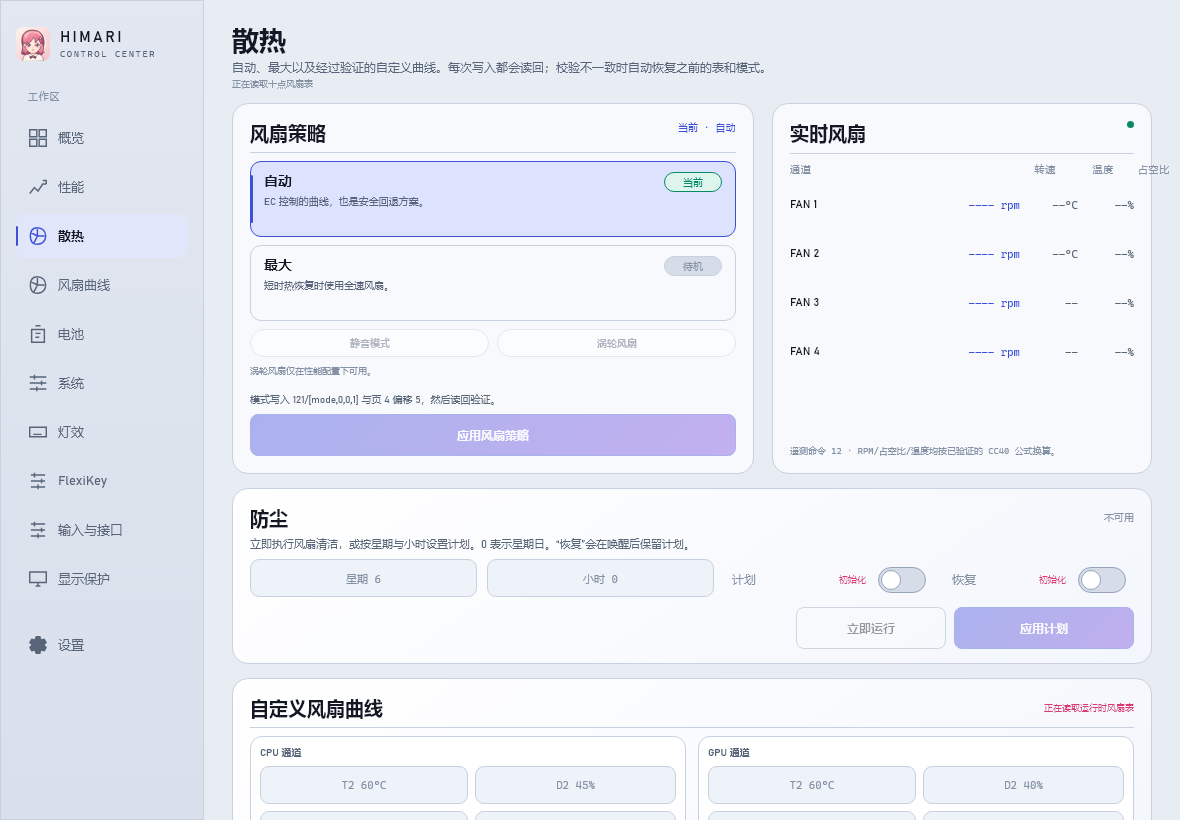 HIMARI
CONTROL CENTER
工作区
概览
性能
散热
风扇曲线
电池
系统
灯效
FlexiKey
输入与接口
显示保护
设置
散热
自动、最大以及经过验证的自定义曲线。每次写入都会读回；校验不一致时自动恢复之前的表和模式。
正在读取十点风扇表
风扇策略
当前 · 自动
自动
当前
EC 控制的曲线，也是安全回退方案。
最大
待机
短时热恢复时使用全速风扇。
静音模式
涡轮风扇
涡轮风扇仅在性能配置下可用。
模式写入 121/[mode,0,0,1] 与页 4 偏移 5，然后读回验证。
应用风扇策略
实时风扇
通道 转速 温度 占空比
FAN 1 ---- rpm --°C --%
FAN 2 ---- rpm --°C --%
FAN 3 ---- rpm -- --%
FAN 4 ---- rpm -- --%
遥测命令 12 · RPM/占空比/温度均按已验证的 CC40 公式换算。
防尘
不可用
立即执行风扇清洁，或按星期与小时设置计划。0 表示星期日。“恢复”会在唤醒后保留计划。
星期 6
小时 0
计划
初始化
恢复
初始化
立即运行
应用计划
自定义风扇曲线
正在读取运行时风扇表
CPU 通道
T2 60°C
D2 45%
GPU 通道
T2 60°C
D2 40%